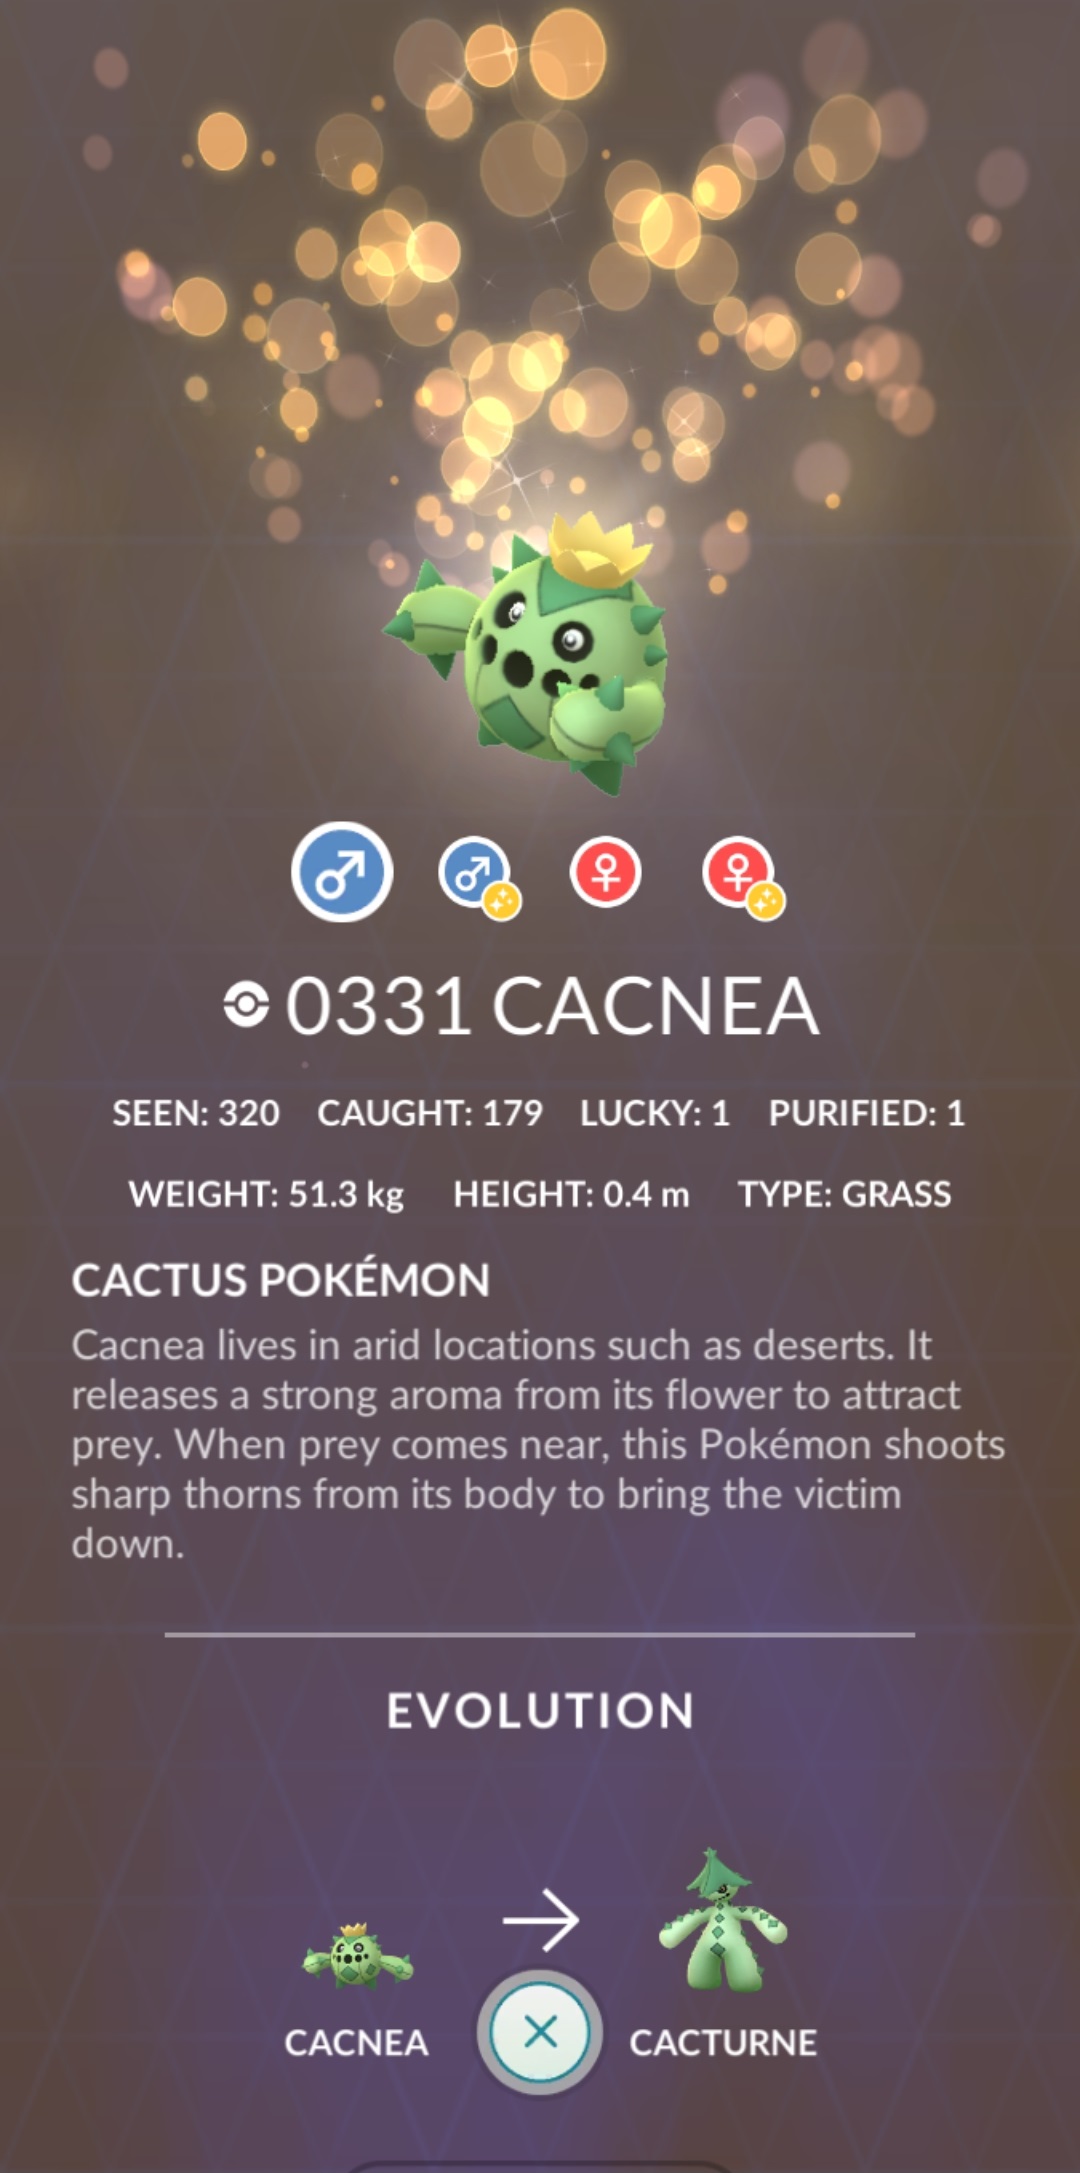 0331 CACNEA
SEEN: 320 CAUGHT: 179 LUCKY: 1 PURIFIED: 1
WEIGHT: 51.3 kg HEIGHT: 0.4 m TYPE: GRASS
CACTUS POKÉMON
Cacnea lives in arid locations such as deserts. It
releases a strong aroma from its flower to attract
prey. When prey comes near, this Pokémon shoots
sharp thorns from its body to bring the victim
down.
EVOLUTION
CACNEA CACTURNE